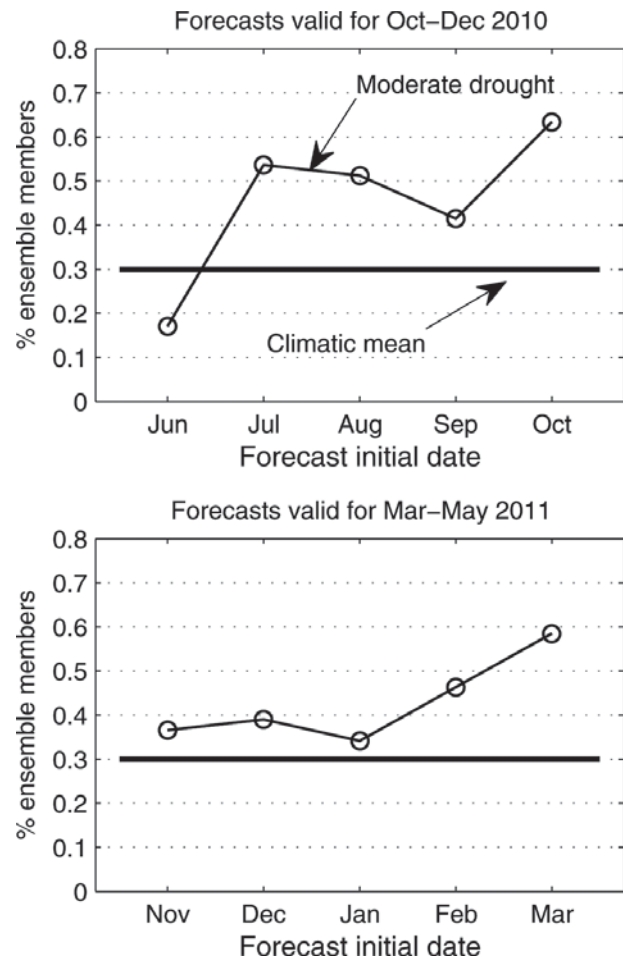 Forecasts valid for Oct–Dec 2010
0.8
0.7
0.6
0.5
0.4
0.3
0.2
0.1
0
% ensemble members
Moderate drought
Climatic mean
Jun Jul Aug Sep Oct
Forecast initial date
Forecasts valid for Mar–May 2011
0.8
0.7
0.6
0.5
0.4
0.3
0.2
0.1
0
% ensemble members
Nov Dec Jan Feb Mar
Forecast initial date